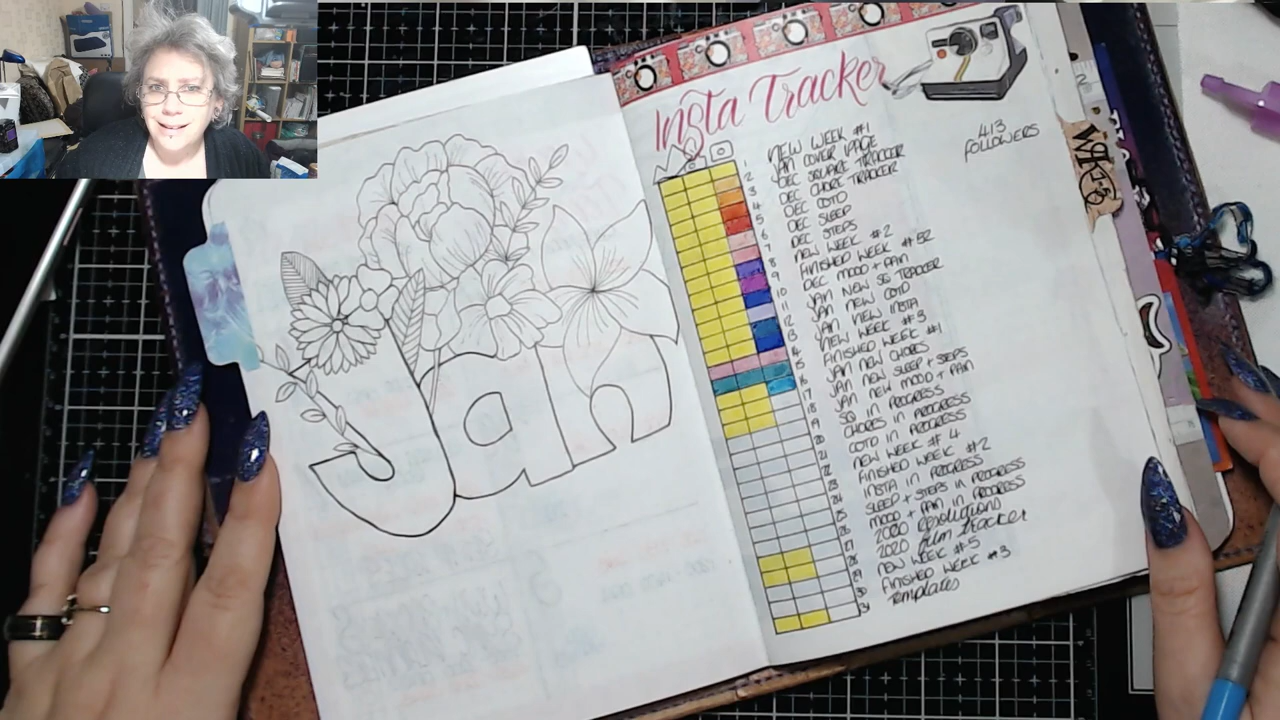 Jan
Insta Tracker
413
FOLLOWERS
1 NEW WEEK #1
2 JAN COVER PAGE
3 DEC SQUARE TRACKER
4 DEC CHORE TRACKER
5 DEC COTD
6 DEC SLEEP
7 DEC STEPS
8 NEW WEEK #2
9 FINISHED WEEK #52
10 DEC MOOD + PAIN
11 JAN NEW SG TRACKER
12 JAN NEW COTD
13 JAN NEW INSTA
14 NEW WEEK #3
15 FINISHED WEEK #1
16 JAN NEW CHORES
17 JAN NEW SLEEP + STEPS
18 JAN NEW MOOD + PAIN
19 SG IN PROGRESS
20 CHORES IN PROGRESS
21 COTD IN PROGRESS
22 NEW WEEK #4
23 FINISHED WEEK #2
24 INSTA IN PROGRESS
25 SLEEP + STEPS IN PROGRESS
26 MOOD + PAIN IN PROGRESS
27 2020 Resolutions
28 2020 film tracker
29 NEW WEEK #5
30 FINISHED WEEK #3
31 Templates